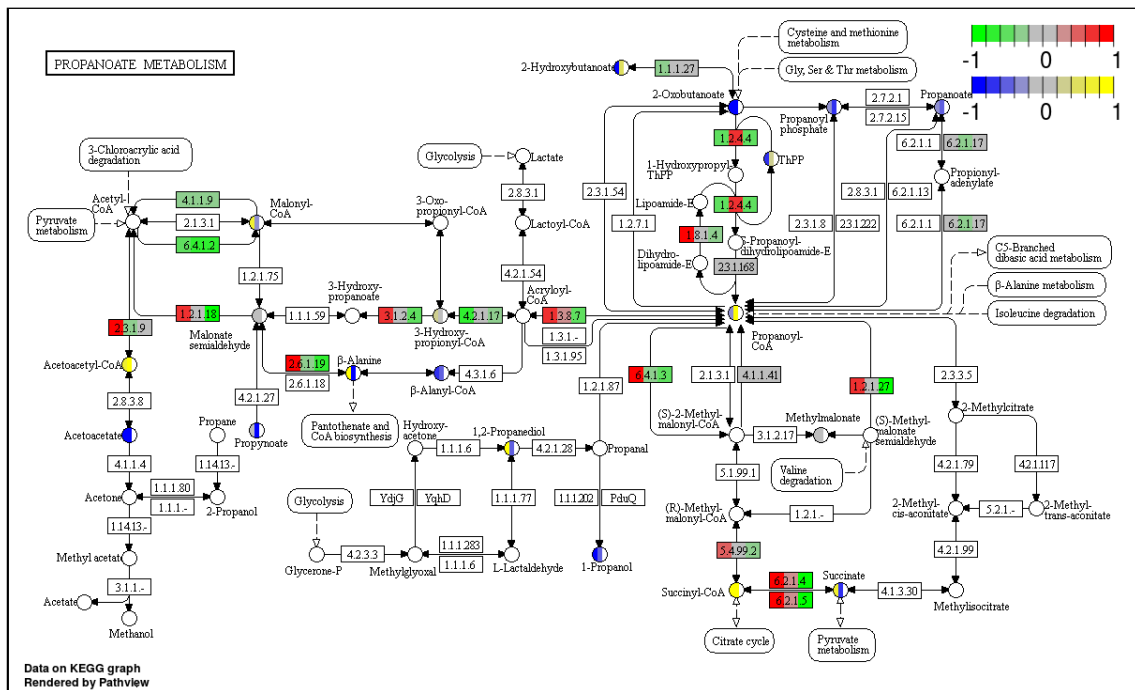 PROPANOATE METABOLISM
-1 0 1
-1 0 1
Cysteine and methionine
metabolism
Gly, Ser & Thr metabolism
2-Hydroxybutanoate
1.1.1.27
2-Oxobutanoate
Propanoyl
phosphate
2.7.2.1
2.7.2.15
Propanoate
3-Chloroacrylic acid
degradation
Glycolysis
Lactate
1.2.4.4
ThPP
1-Hydroxypropyl-
ThPP
6.2.1.1
6.2.1.17
Propionyl-
adenylate
Acetyl-
CoA
4.1.1.9
Malonyl-
CoA
2.1.3.1
6.4.1.2
Pyruvate
metabolism
3-Oxo-
propionyl-CoA
2.8.3.1
Lactoyl-CoA
2.3.1.54
1.2.7.1
Lipoamide-E
1.2.4.4
1.8.1.4
S-Propanoyl-
dihydrolipoamide-E
Dihydro-
lipoamide-E
2.3.1.168
2.3.1.8
2.3.1.222
2.8.3.1
6.2.1.13
6.2.1.1
6.2.1.17
C5-Branched
dibasic acid metabolism
β-Alanine metabolism
Isoleucine degradation
1.2.1.75
4.2.1.54
3-Hydroxy-
propanoate
Acryloyl-
CoA
1.2.1.18
Malonate
semialdehyde
1.1.1.59
3.1.2.4
3-Hydroxy-
propionyl-CoA
4.2.1.17
1.3.8.7
1.3.1.-
1.3.1.95
Propanoyl-
CoA
2.3.1.9
Acetoacetyl-CoA
2.6.1.19
2.6.1.18
β-Alanine
β-Alanyl-CoA
4.3.1.6
1.2.1.87
6.4.1.3
2.1.3.1
4.1.1.41
1.2.1.27
2.3.3.5
2.8.3.8
4.2.1.27
Pantothenate and
CoA biosynthesis
Acetoacetate
Propane
Propynoate
Hydroxy-
acetone
1.1.1.6
1,2-Propanediol
4.2.1.28
Propanal
(S)-2-Methyl-
malonyl-CoA
3.1.2.17
Methylmalonate
(S)-Methyl-
malonate
semialdehyde
2-Methylcitrate
4.1.1.4
1.14.13.-
Valine
degradation
5.1.99.1
4.2.1.79
4.2.1.117
Acetone
1.1.1.80
1.1.1.-
2-Propanol
Glycolysis
YdjG
YqhD
1.1.1.77
1.1.1.202
PduQ
(R)-Methyl-
malonyl-CoA
1.2.1.-
2-Methyl-
cis-aconitate
5.2.1.-
2-Methyl-
trans-aconitate
1.14.13.-
Methyl acetate
Glycerone-P
4.2.3.3
Methylglyoxal
1.1.1.283
1.1.1.6
L-Lactaldehyde
1-Propanol
5.4.99.2
4.2.1.99
3.1.1.-
Acetate
Methanol
Succinyl-CoA
6.2.1.4
6.2.1.5
Succinate
4.1.3.30
Methylisocitrate
Citrate cycle
Pyruvate
metabolism
Data on KEGG graph
Rendered by Pathview